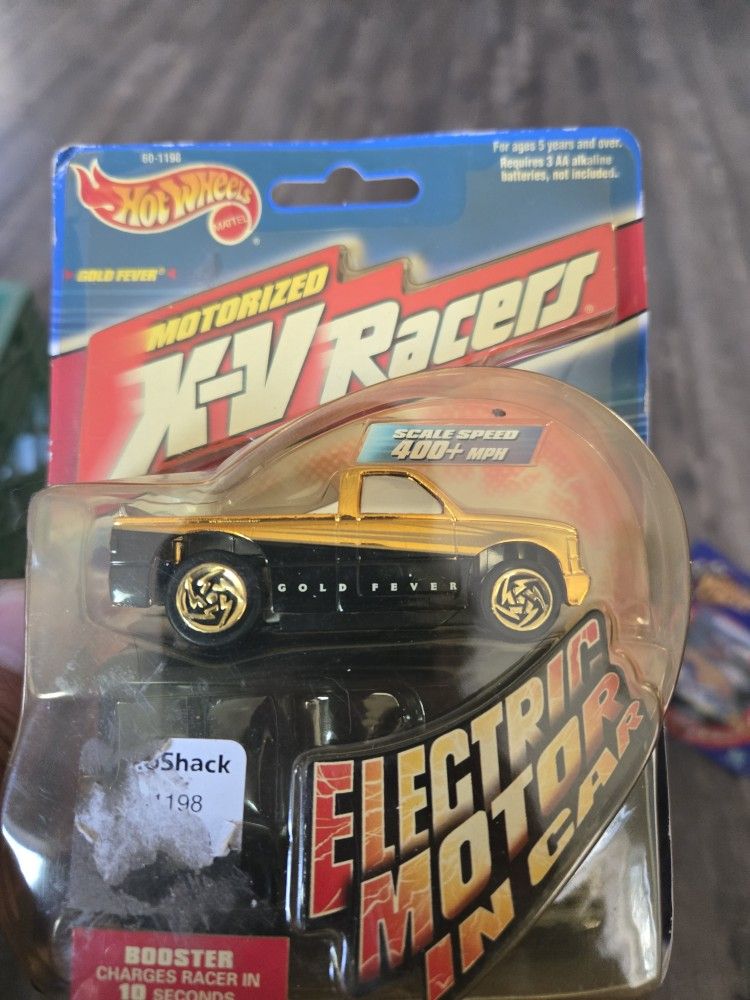 60-1198
For ages 5 years and over.
Requires 3 AA alkaline
batteries, not included.
HOT WHEELS
MATTEL
GOLD FEVER®
MOTORIZED
X-V Racers®
SCALE SPEED
400+ MPH
GOLD FEVER
ELECTRIC
MOTOR
IN CAR
oShack
1198
BOOSTER
CHARGES RACER IN
10 SECONDS